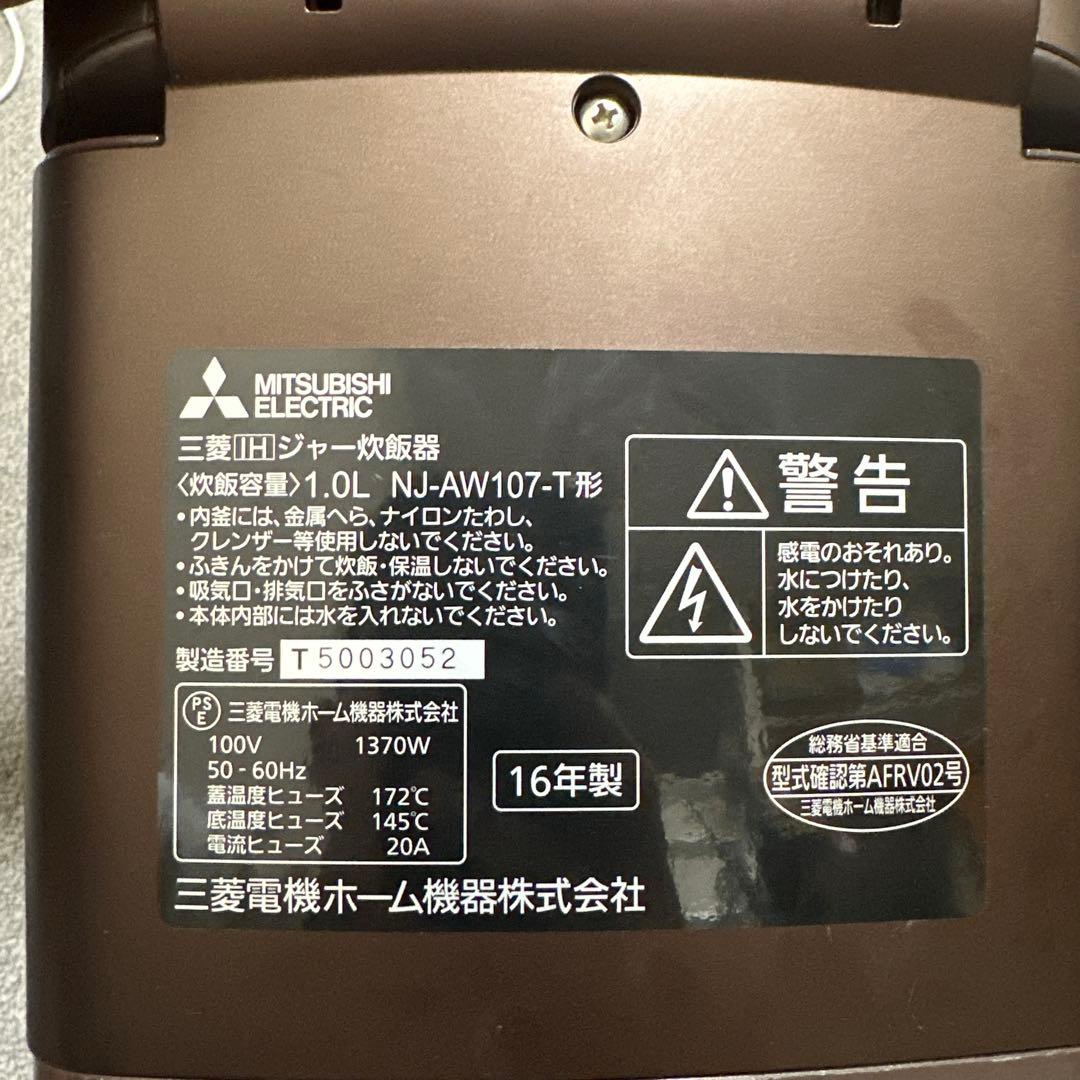 MITSUBISHI
ELECTRIC
三菱IHジャー炊飯器
〈炊飯容量〉1.0L NJ-AW107-T形
•内釜には、金属へら、ナイロンたわし、
クレンザー等使用しないでください。
•ふきんをかけて炊飯・保温しないでください。
•吸気口・排気口をふさがないでください。
•本体内部には水を入れないでください。
製造番号 T5003052
PSE 三菱電機ホーム機器株式会社
100V 1370W
50-60Hz
蓋温度ヒューズ 172℃
底温度ヒューズ 145℃
電流ヒューズ 20A
三菱電機ホーム機器株式会社
16年製
警告
感電のおそれあり。
水につけたり、
水をかけたり
しないでください。
総務省基準適合
型式確認第AFRV02号
三菱電機ホーム機器株式会社